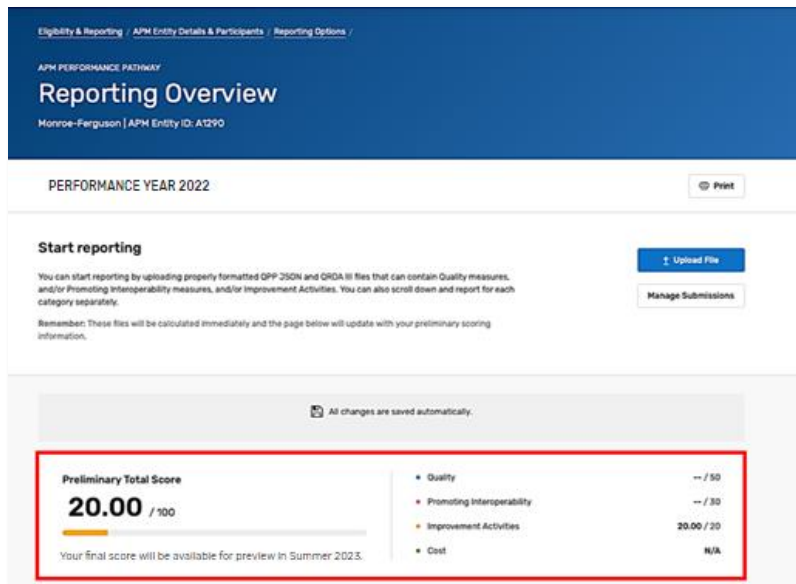 Eligibility & Reporting / APM Entity Details & Participants / Reporting Options /
APM PERFORMANCE PATHWAY
Reporting Overview
Monroe-Ferguson | APM Entity ID: A1290
PERFORMANCE YEAR 2022
Print
Start reporting
You can start reporting by uploading properly formatted QPP JSON and QRDA III files that can contain Quality measures,
and/or Promoting Interoperability measures, and/or Improvement Activities. You can also scroll down and report for each
category separately.
Remember: These files will be calculated immediately and the page below will update with your preliminary scoring
information.
Upload File
Manage Submissions
All changes are saved automatically.
Preliminary Total Score
20.00 / 100
Your final score will be available for preview in Summer 2023.
Quality -- / 50
Promoting Interoperability -- / 30
Improvement Activities 20.00 / 20
Cost N/A